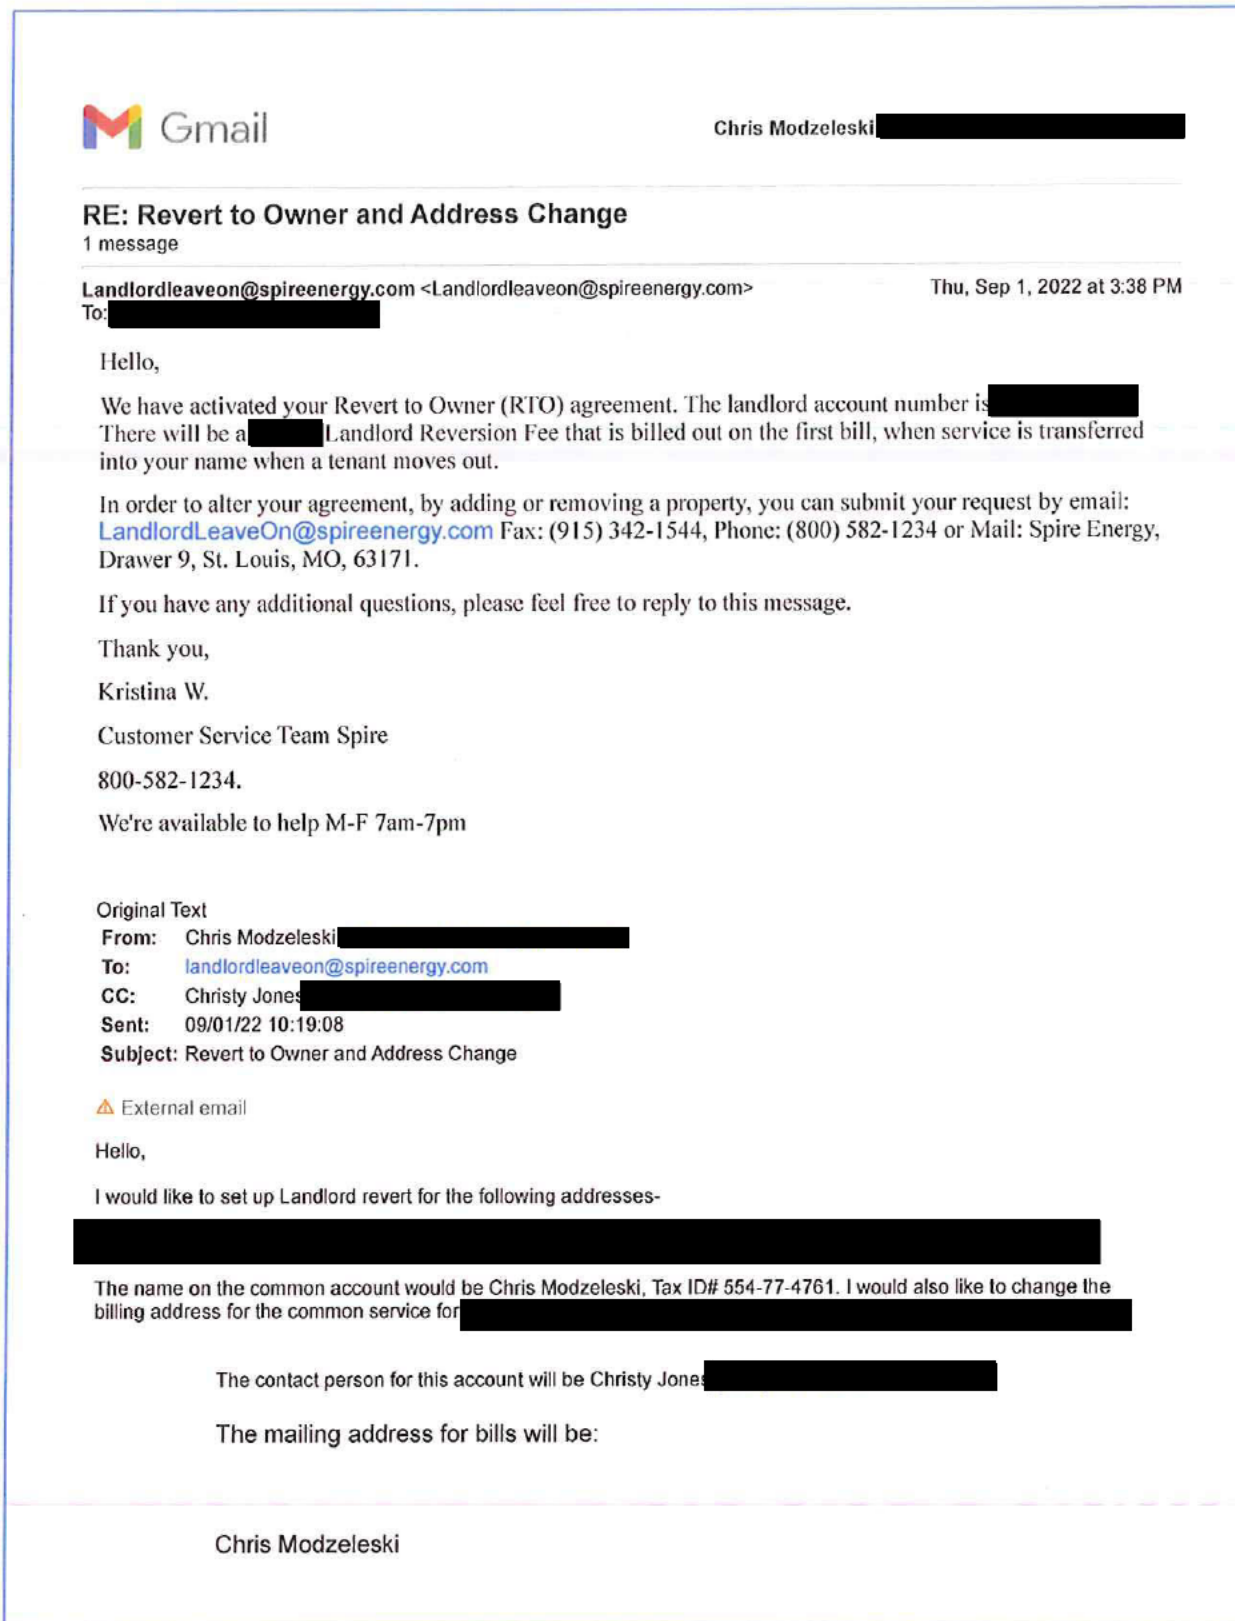 Gmail
Chris Modzeleski
RE: Revert to Owner and Address Change
1 message
Landlordleaveon@spireenergy.com <Landlordleaveon@spireenergy.com> Thu, Sep 1, 2022 at 3:38 PM
To:
Hello,
We have activated your Revert to Owner (RTO) agreement. The landlord account number is
There will be a Landlord Reversion Fee that is billed out on the first bill, when service is transferred
into your name when a tenant moves out.
In order to alter your agreement, by adding or removing a property, you can submit your request by email:
LandlordLeaveOn@spireenergy.com Fax: (915) 342-1544, Phone: (800) 582-1234 or Mail: Spire Energy,
Drawer 9, St. Louis, MO, 63171.
If you have any additional questions, please feel free to reply to this message.
Thank you,
Kristina W.
Customer Service Team Spire
800-582-1234.
We're available to help M-F 7am-7pm
Original Text
From: Chris Modzeleski
To: landlordleaveon@spireenergy.com
CC: Christy Jones
Sent: 09/01/22 10:19:08
Subject: Revert to Owner and Address Change
External email
Hello,
I would like to set up Landlord revert for the following addresses-
The name on the common account would be Chris Modzeleski, Tax ID# 554-77-4761. I would also like to change the
billing address for the common service for
The contact person for this account will be Christy Jones
The mailing address for bills will be:
Chris Modzeleski